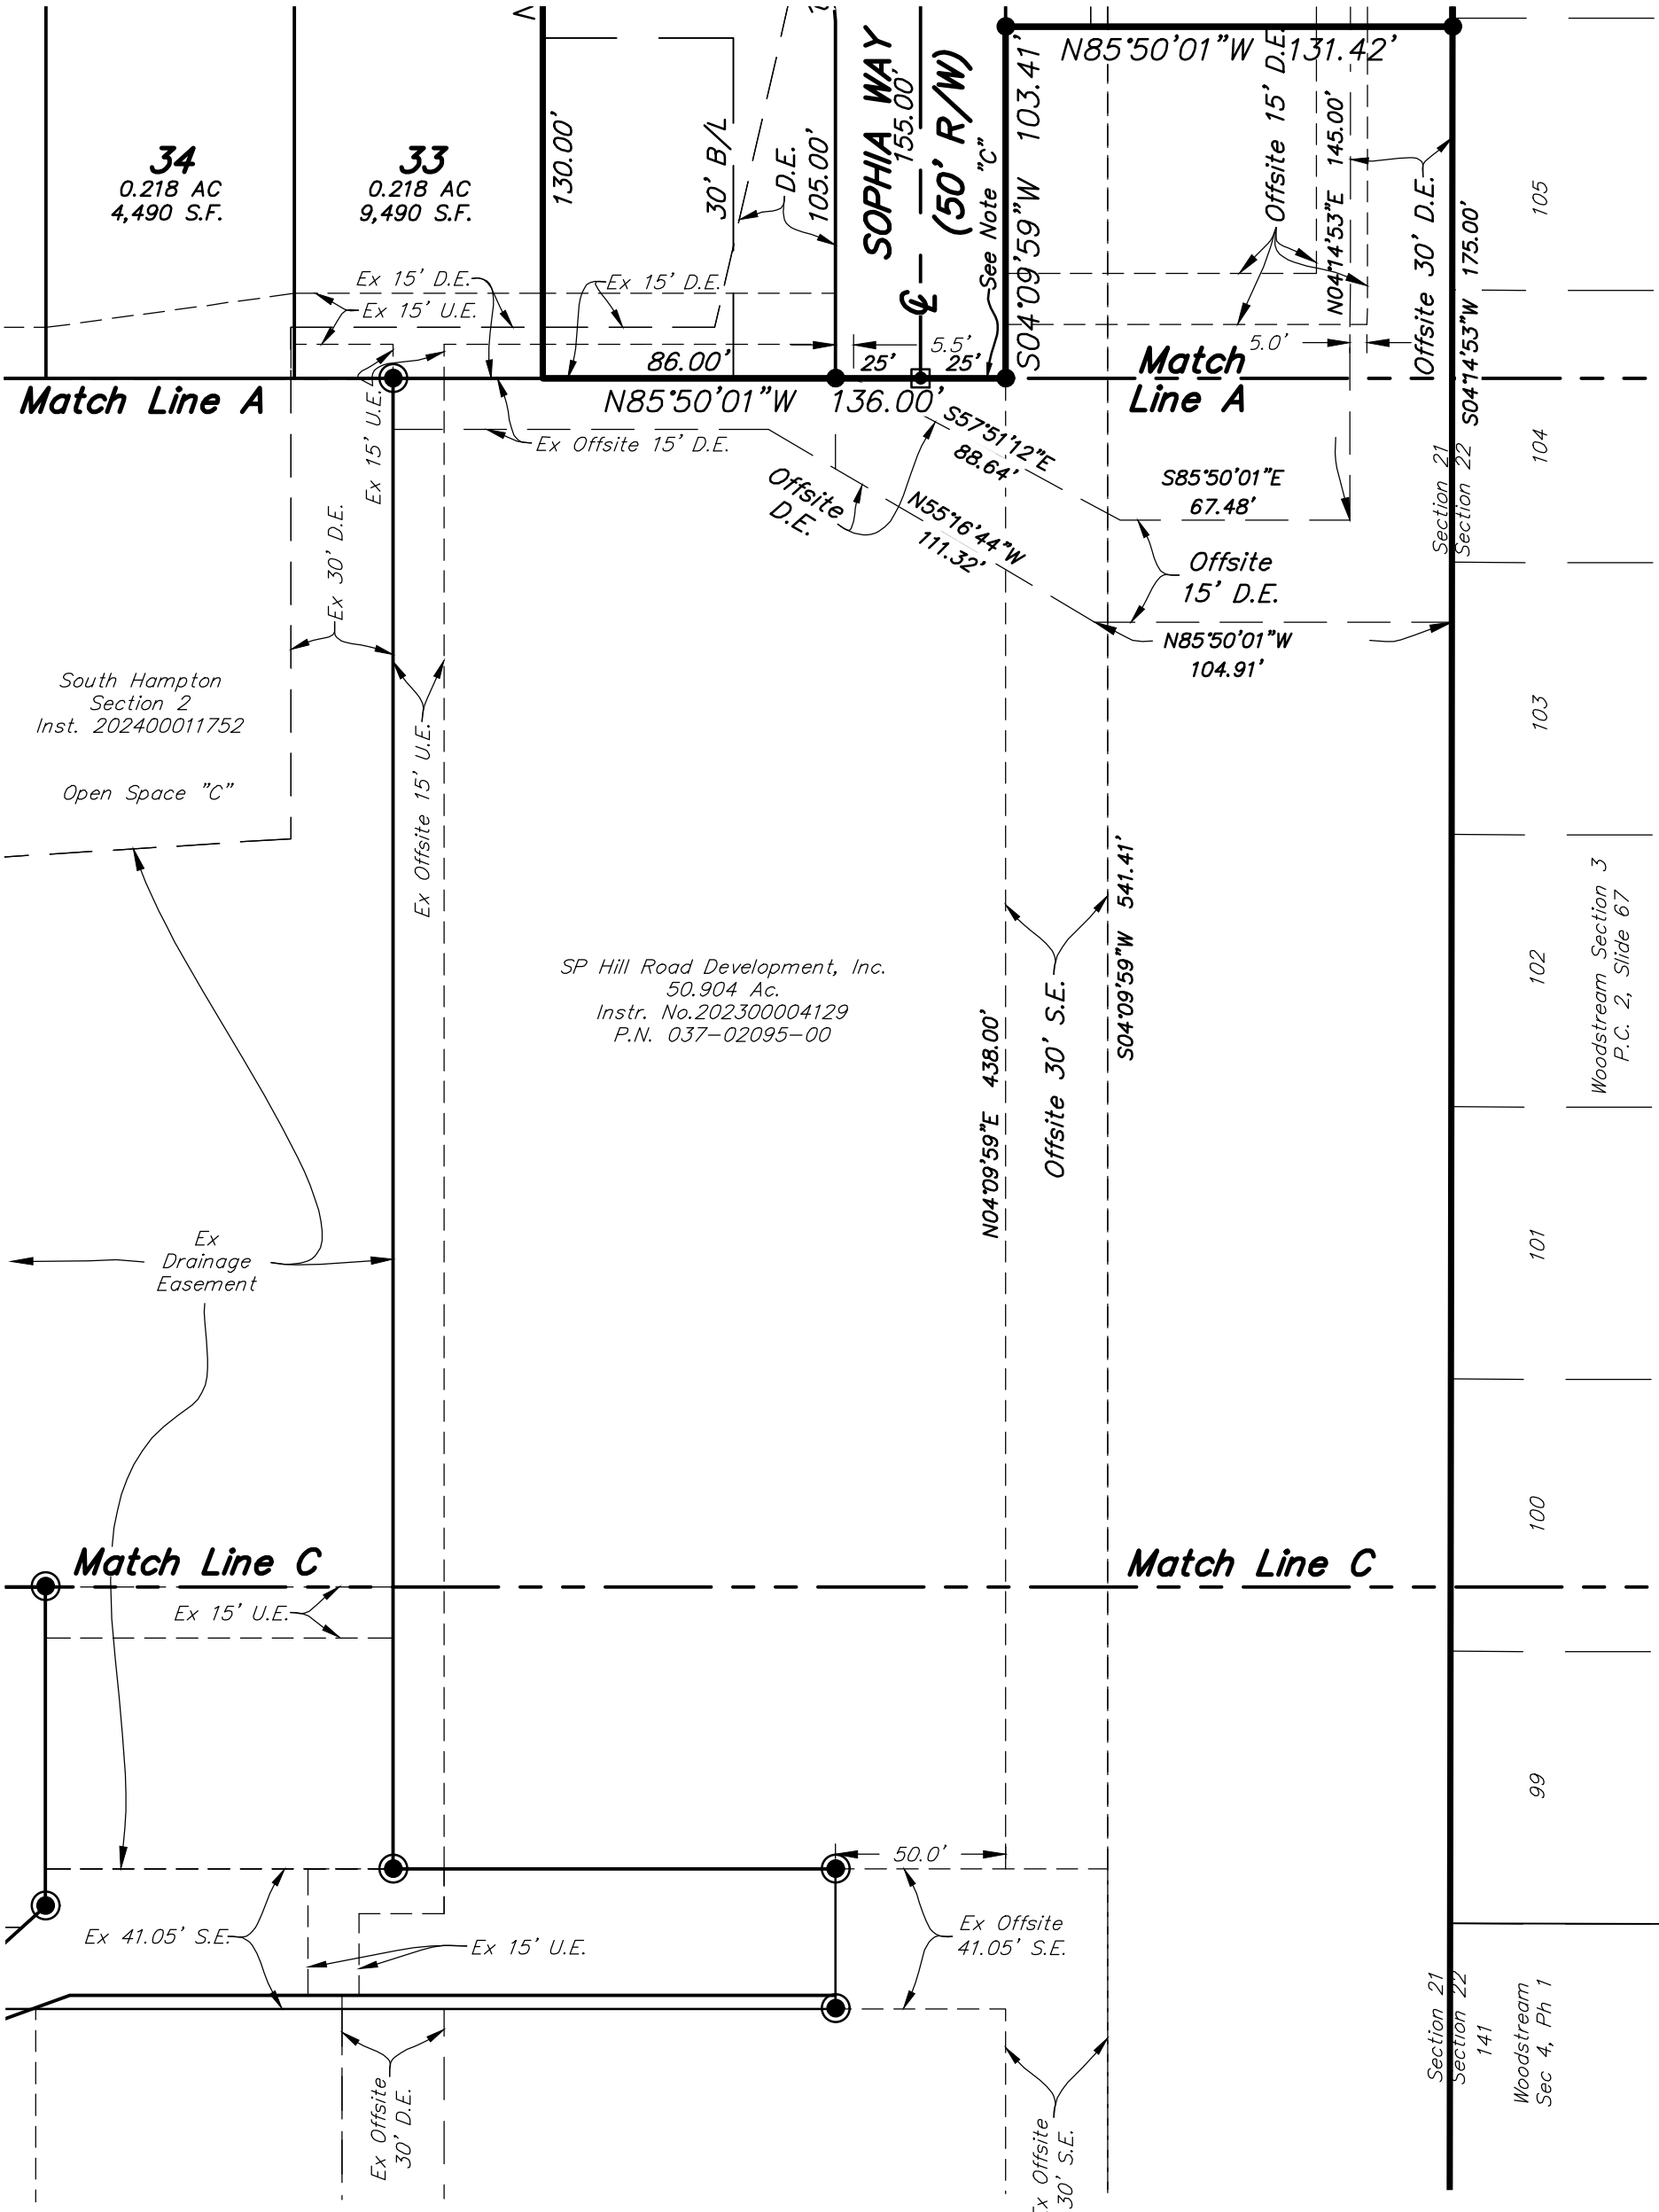 34
0.218 AC
4,490 S.F.
33
0.218 AC
9,490 S.F.
130.00'
30' B/L
D.E.
105.00'
SOPHIA WAY
155.00'
(50' R/W)
See Note "C"
S04°09'59"W 103.41'
N85°50'01"W 131.42'
Offsite 15' D.E.
N04°14'53"E 145.00'
Offsite 30' D.E.
S04°14'53"W 175.00'
105
Ex 15' D.E.
Ex 15' U.E.
Ex 15' D.E.
86.00'
25'
5.5'
25'
5.0'
Match Line A
N85°50'01"W 136.00'
Match
Line A
Ex 15' U.E.
Ex Offsite 15' D.E.
S57°51'12"E
88.64'
Offsite
D.E.
N55°16'44"W
111.32'
S85°50'01"E
67.48'
Section 21
Section 22
104
Ex 30' D.E.
Offsite
15' D.E.
N85°50'01"W
104.91'
South Hampton
Section 2
Inst. 202400011752
Open Space "C"
Ex Offsite 15' U.E.
103
SP Hill Road Development, Inc.
50.904 Ac.
Instr. No.202300004129
P.N. 037-02095-00
N04°09'59"E 438.00'
Offsite 30' S.E.
S04°09'59"W 541.41'
102
Woodstream Section 3
P.C. 2, Slide 67
101
Ex
Drainage
Easement
100
Match Line C
Match Line C
Ex 15' U.E.
99
50.0'
Ex 41.05' S.E.
Ex 15' U.E.
Ex Offsite
41.05' S.E.
Ex Offsite
30' D.E.
Ex Offsite
30' S.E.
Section 21
Section 22
141
Woodstream
Sec 4, Ph 1